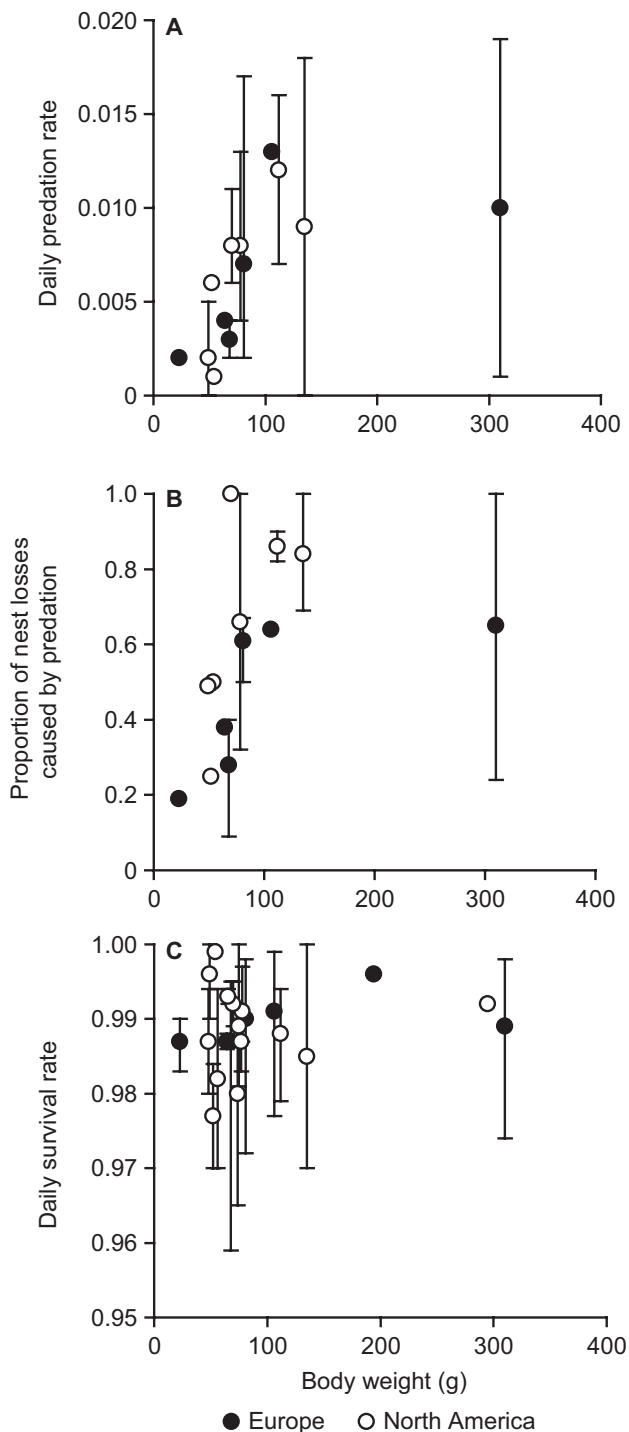 A
0.020
0.015
0.010
0.005
0
Daily predation rate
0 100 200 300 400
B
1.0
0.8
0.6
0.4
0.2
0
Proportion of nest losses
caused by predation
0 100 200 300 400
C
1.00
0.99
0.98
0.97
0.96
0.95
Daily survival rate
0 100 200 300 400
Body weight (g)
Europe North America